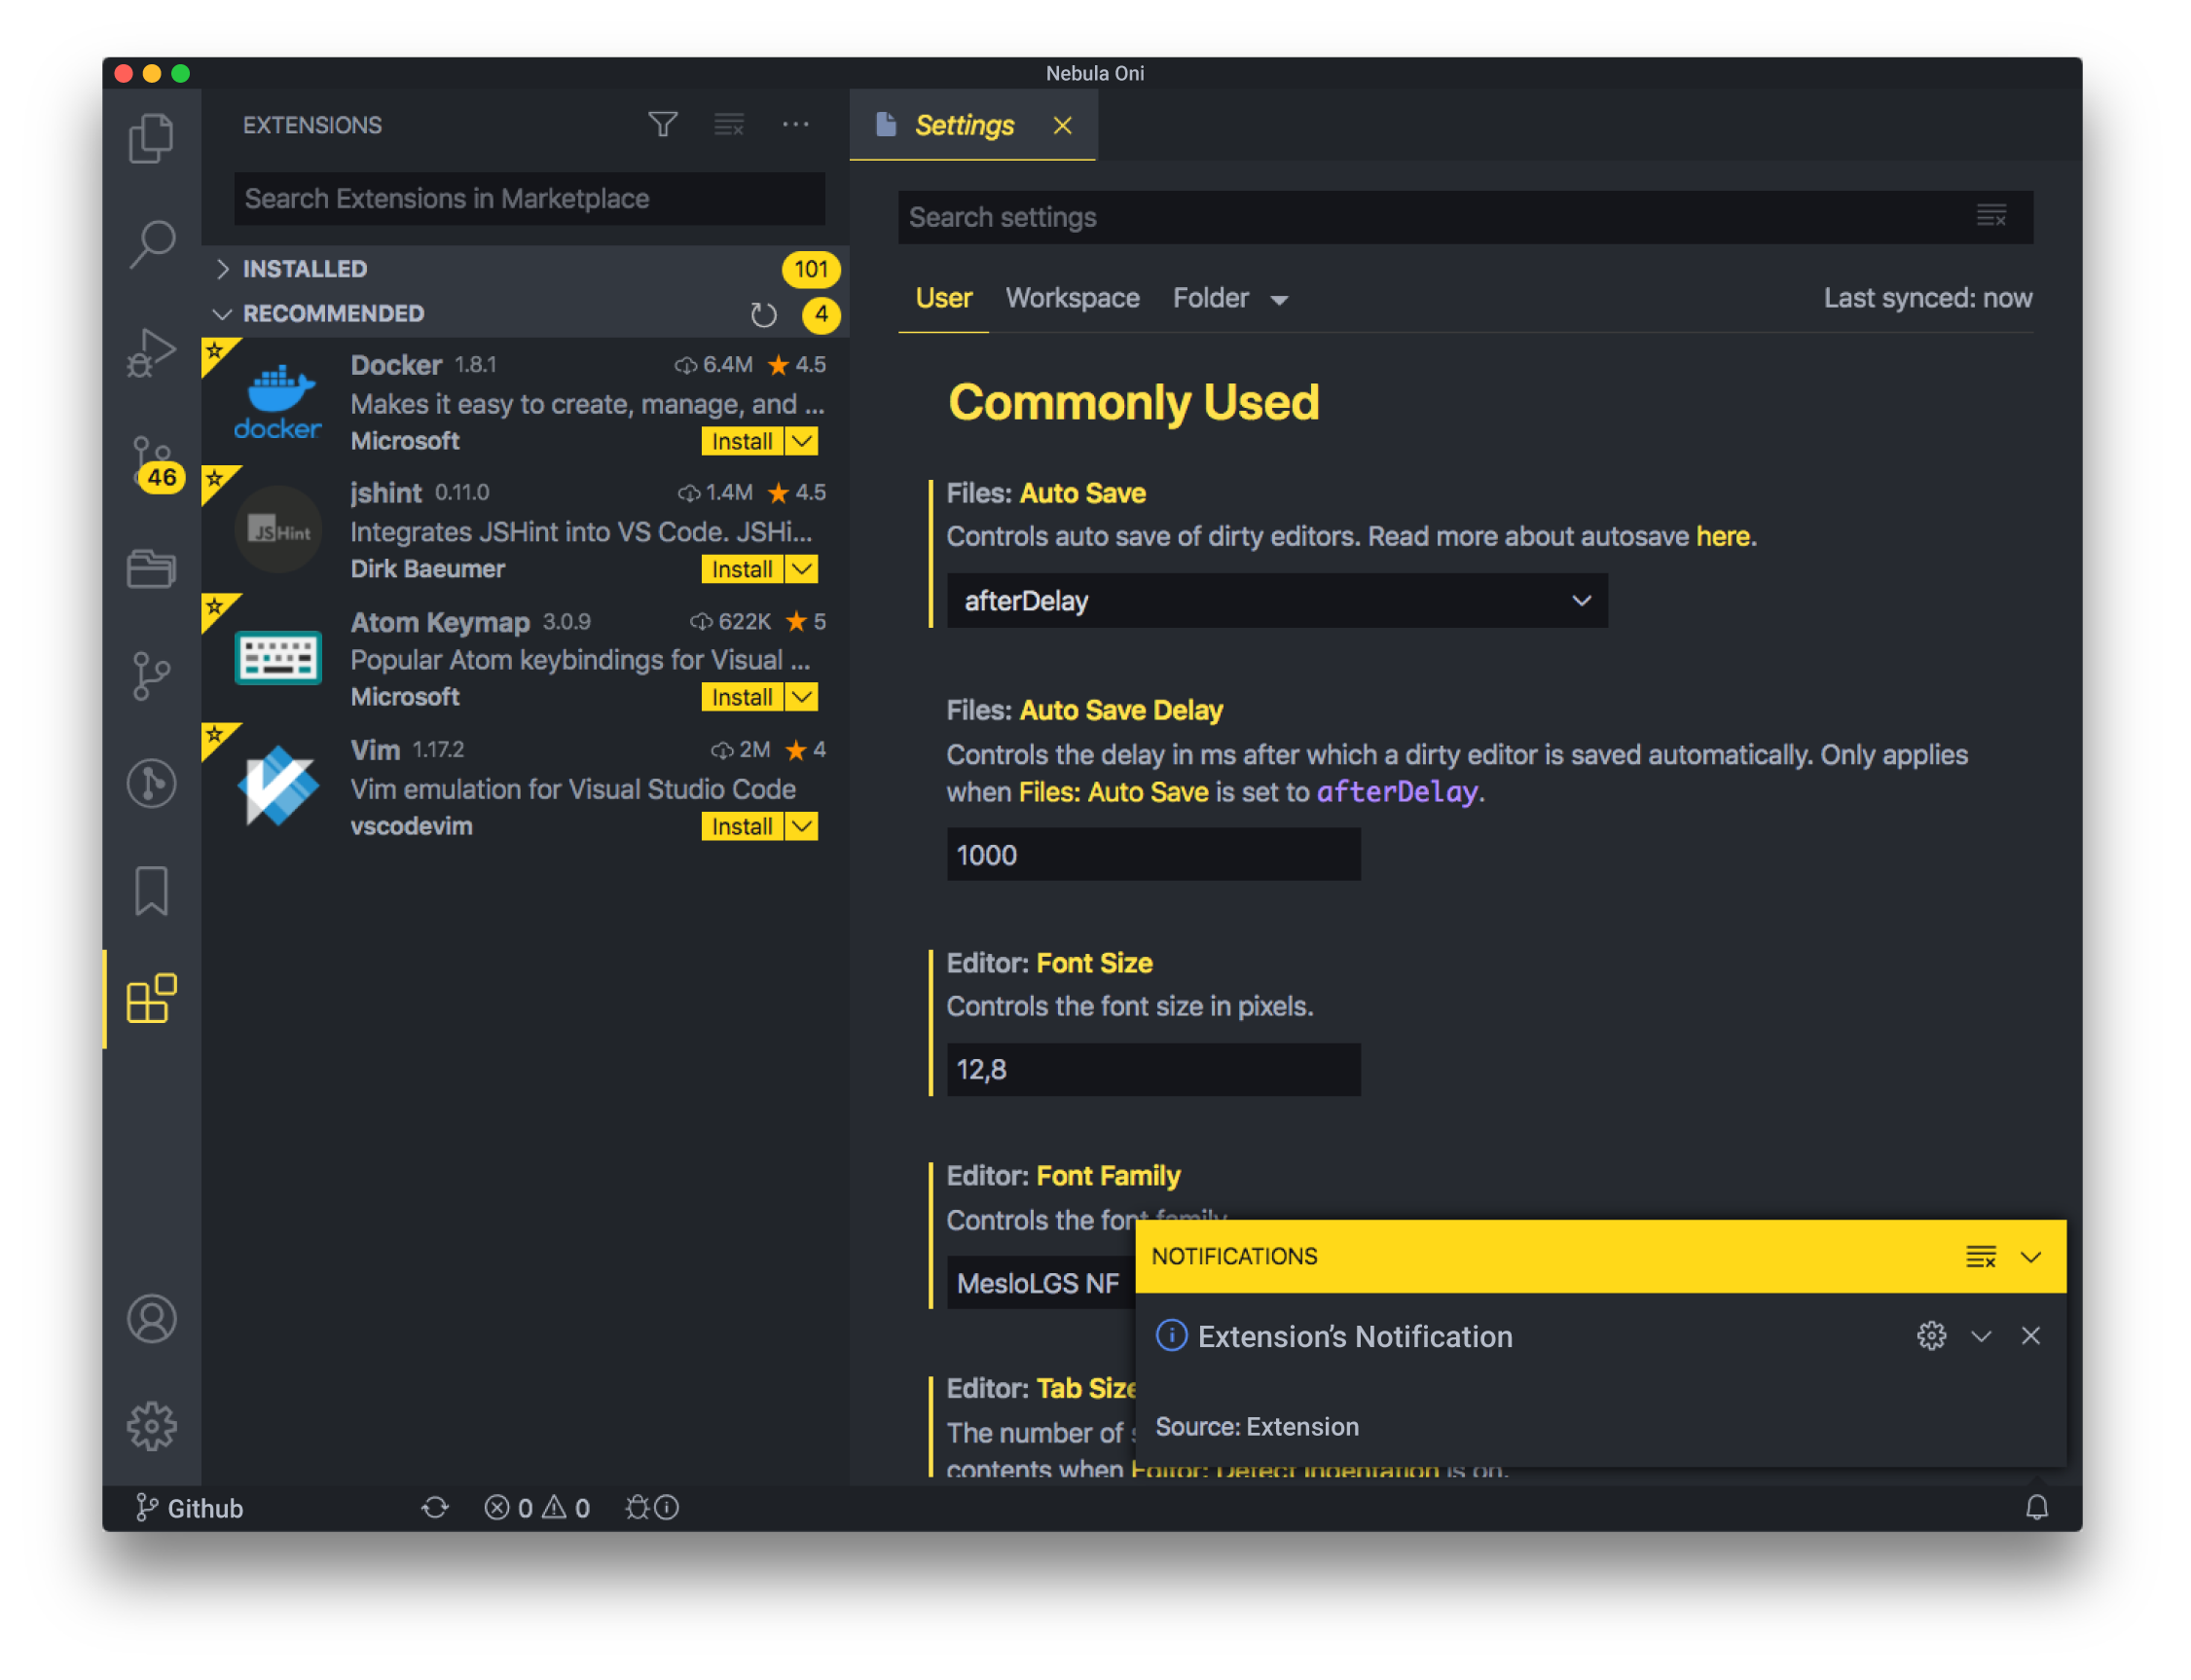 Nebula Oni
EXTENSIONS
Search Extensions in Marketplace
INSTALLED 101
RECOMMENDED 4
docker
Docker 1.8.1 6.4M 4.5
Makes it easy to create, manage, and ...
Microsoft Install
JSHint
jshint 0.11.0 1.4M 4.5
Integrates JSHint into VS Code. JSHi...
Dirk Baeumer Install
Atom Keymap 3.0.9 622K 5
Popular Atom keybindings for Visual ...
Microsoft Install
Vim 1.17.2 2M 4
Vim emulation for Visual Studio Code
vscodevim Install
46
Settings
Search settings
User Workspace Folder Last synced: now
Commonly Used
Files: Auto Save
Controls auto save of dirty editors. Read more about autosave here.
afterDelay
Files: Auto Save Delay
Controls the delay in ms after which a dirty editor is saved automatically. Only applies
when Files: Auto Save is set to afterDelay.
1000
Editor: Font Size
Controls the font size in pixels.
12,8
Editor: Font Family
Controls the font family.
MesloLGS NF
Editor: Tab Size
The number of
contents when Editor: Detect Indentation is on.
NOTIFICATIONS
Extension’s Notification
Source: Extension
Github 0 0